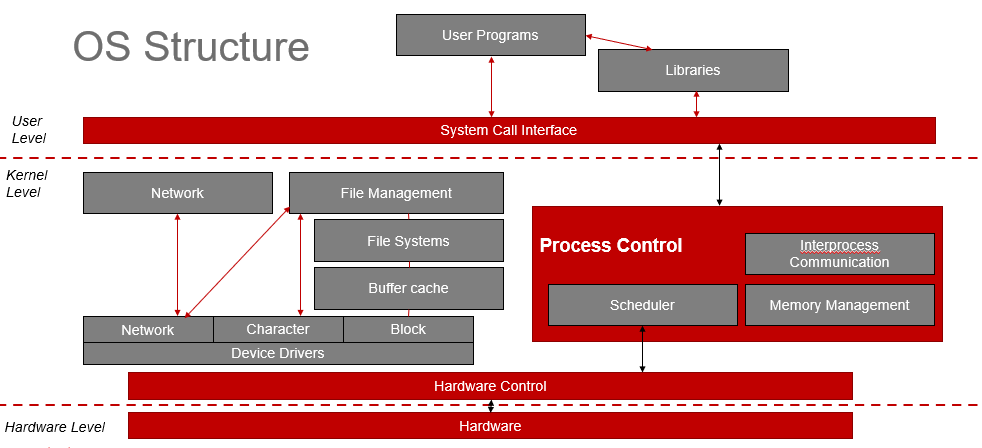 OS Structure
User Programs
Libraries
User
Level
System Call Interface
Kernel
Level
Network
File Management
File Systems
Buffer cache
Process Control
Interprocess
Communication
Scheduler
Memory Management
Network
Character
Block
Device Drivers
Hardware Control
Hardware Level
Hardware